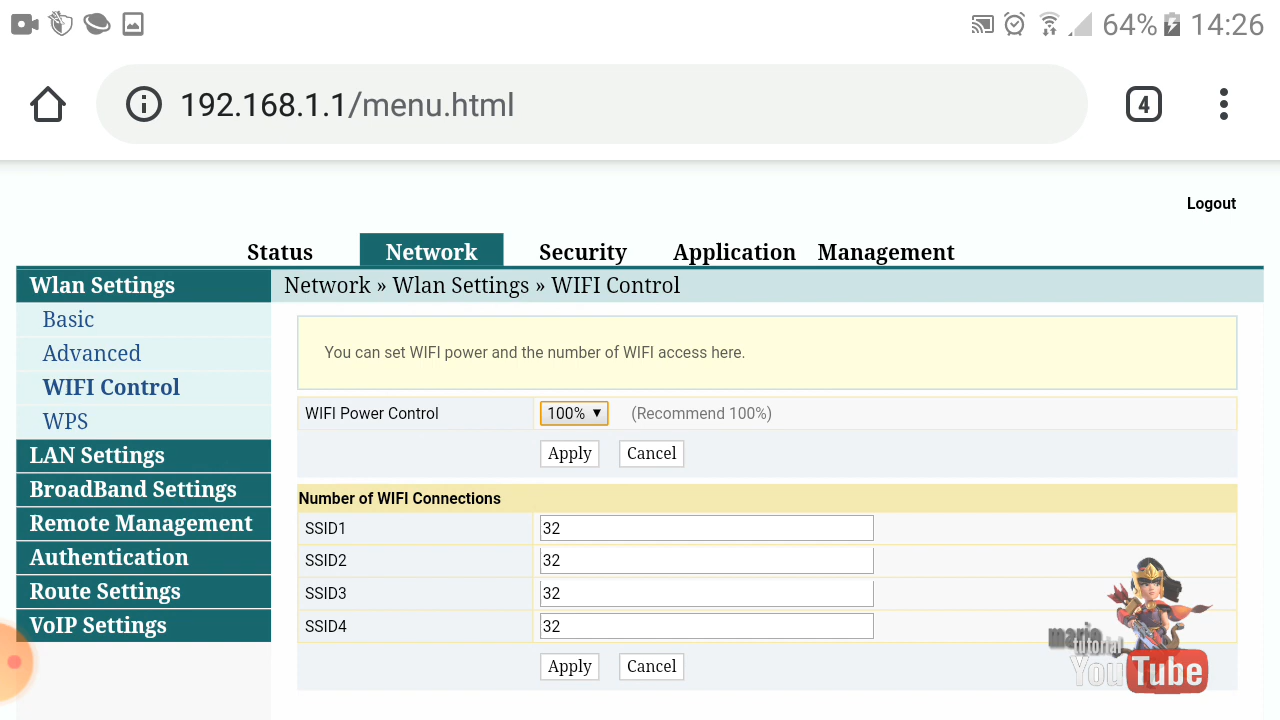 64% 14:26
192.168.1.1/menu.html
4
Logout
Status Network Security Application Management
Wlan Settings
Network » Wlan Settings » WIFI Control
Basic
Advanced
WIFI Control
WPS
LAN Settings
BroadBand Settings
Remote Management
Authentication
Route Settings
VoIP Settings
You can set WIFI power and the number of WIFI access here.
WIFI Power Control 100% ▼ (Recommend 100%)
Apply Cancel
Number of WIFI Connections
SSID1 32
SSID2 32
SSID3 32
SSID4 32
Apply Cancel
mario
tutorial
YouTube